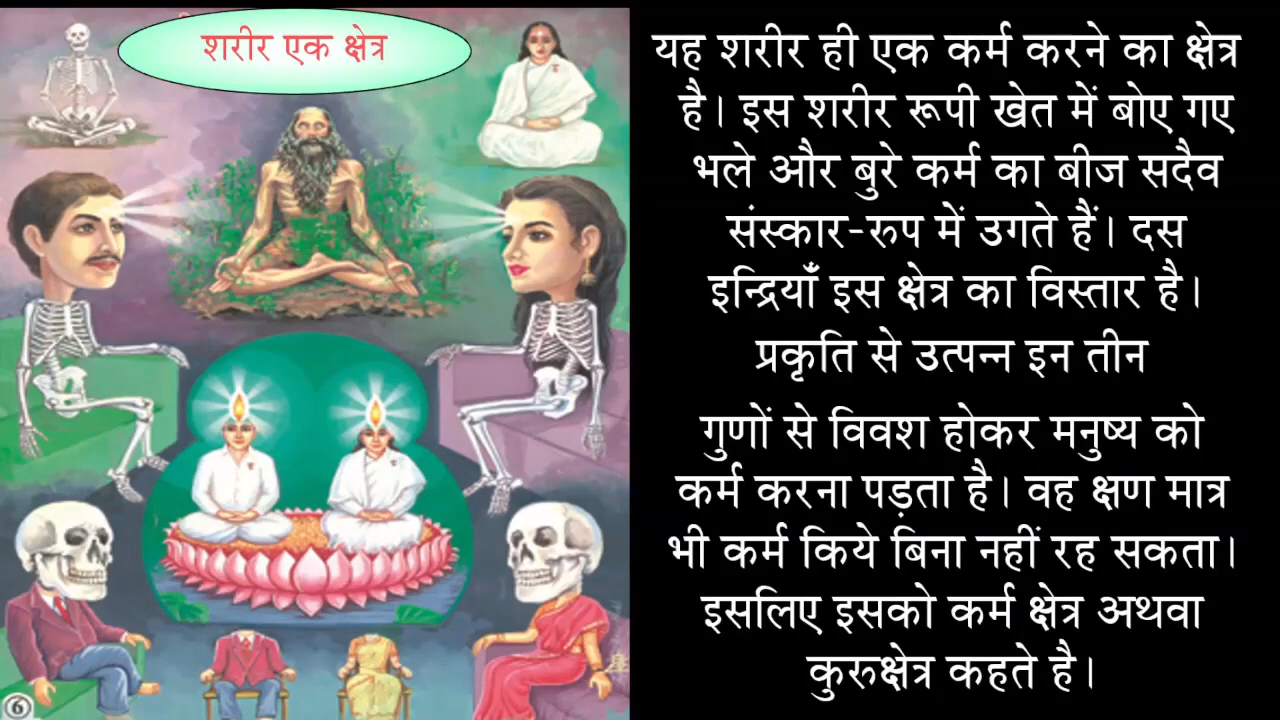 शरीर एक क्षेत्र
यह शरीर ही एक कर्म करने का क्षेत्र
है। इस शरीर रूपी खेत में बोए गए
भले और बुरे कर्म का बीज सदैव
संस्कार-रुप में उगते हैं। दस
इन्द्रियाँ इस क्षेत्र का विस्तार है।
प्रकृति से उत्पन्न इन तीन
गुणों से विवश होकर मनुष्य को
कर्म करना पड़ता है। वह क्षण मात्र
भी कर्म किये बिना नहीं रह सकता।
इसलिए इसको कर्म क्षेत्र अथवा
कुरुक्षेत्र कहते है।
6